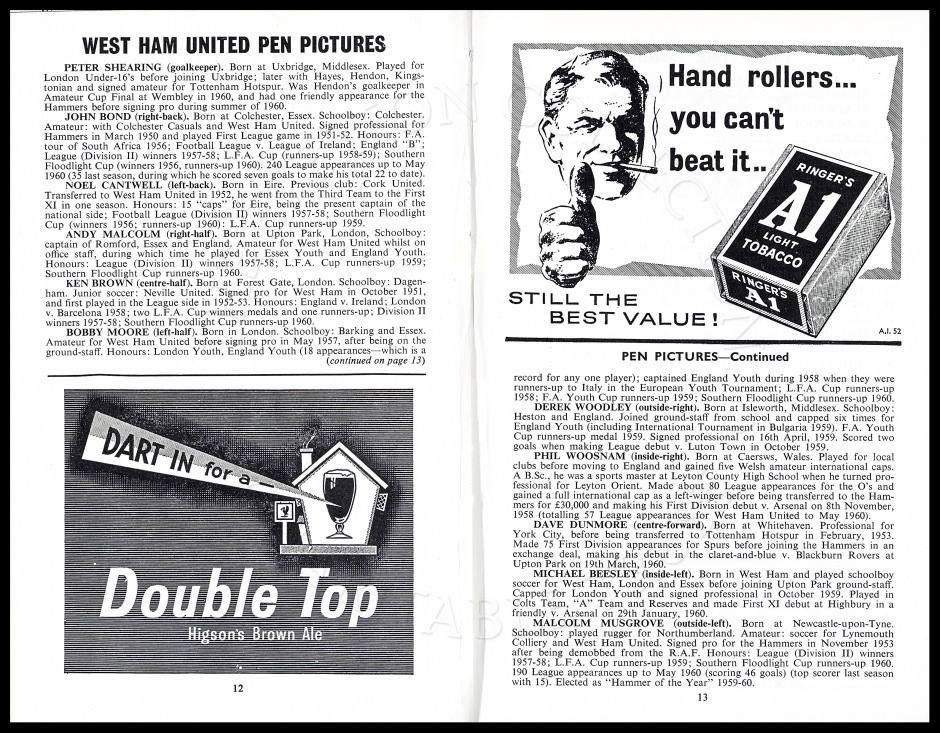 WEST HAM UNITED PEN PICTURES
PETER SHEARING (goalkeeper). Born at Uxbridge, Middlesex. Played for
London Under-16's before joining Uxbridge; later with Hayes, Hendon, Kings-
tonian and signed amateur for Tottenham Hotspur. Was Hendon's goalkeeper in
Amateur Cup Final at Wembley in 1960, and had one friendly appearance for the
Hammers before signing pro during summer of 1960.
JOHN BOND (right-back). Born at Colchester, Essex. Schoolboy: Colchester.
Amateur: with Colchester Casuals and West Ham United. Signed professional for
Hammers in March 1950 and played First League game in 1951-52. Honours: F.A.
tour of South Africa 1956; Football League v. League of Ireland; England "B";
League (Division II) winners 1957-58; L.F.A. Cup (runners-up 1958-59); Southern
Floodlight Cup (winners 1956, runners-up 1960). 240 League appearances up to May
1960 (35 last season, during which he scored seven goals to make his total 22 to date).
NOEL CANTWELL (left-back). Born in Eire. Previous club: Cork United.
Transferred to West Ham United in 1952, he went from the Third Team to the First
XI in one season. Honours: 15 "caps" for Eire, being the present captain of the
national side; Football League (Division II) winners 1957-58; Southern Floodlight
Cup (winners 1956; runners-up 1960): L.F.A. Cup runners-up 1959.
ANDY MALCOLM (right-half). Born at Upton Park, London, Schoolboy:
captain of Romford, Essex and England. Amateur for West Ham United whilst on
office staff, during which time he played for Essex Youth and England Youth.
Honours: League (Division II) winners 1957-58; L.F.A. Cup runners-up 1959;
Southern Floodlight Cup runners-up 1960.
KEN BROWN (centre-half). Born at Forest Gate, London. Schoolboy: Dagen-
ham. Junior soccer: Neville United. Signed pro for West Ham in October 1951,
and first played in the League side in 1952-53. Honours: England v. Ireland; London
v. Barcelona 1958; two L.F.A. Cup winners medals and one runners-up; Division II
winners 1957-58; Southern Floodlight Cup runners-up 1960.
BOBBY MOORE (left-half). Born in London. Schoolboy: Barking and Essex.
Amateur for West Ham United before signing pro in May 1957, after being on the
ground-staff. Honours: London Youth, England Youth (18 appearances—which is a
(continued on page 13)
DART IN for a
Double Top
Higson's Brown Ale
12
Hand rollers...
you can't
beat it..
RINGER'S
A1
LIGHT
TOBACCO
RINGER'S
A1
STILL THE
BEST VALUE!
A.I. 52
PEN PICTURES—Continued
record for any one player); captained England Youth during 1958 when they were
runners-up to Italy in the European Youth Tournament; L.F.A. Cup runners-up
1958; F.A. Youth Cup runners-up 1959; Southern Floodlight Cup runners-up 1960.
DEREK WOODLEY (outside-right). Born at Isleworth, Middlesex. Schoolboy:
Heston and England. Joined ground-staff from school and capped six times for
England Youth (including International Tournament in Bulgaria 1959). F.A. Youth
Cup runners-up medal 1959. Signed professional on 16th April, 1959. Scored two
goals when making League debut v. Luton Town in October 1959.
PHIL WOOSNAM (inside-right). Born at Caersws, Wales. Played for local
clubs before moving to England and gained five Welsh amateur international caps.
A B.Sc., he was a sports master at Leyton County High School when he turned pro-
fessional for Leyton Orient. Made about 80 League appearances for the O's and
gained a full international cap as a left-winger before being transferred to the Ham-
mers for £30,000 and making his First Division debut v. Arsenal on 8th November,
1958 (totalling 57 League appearances for West Ham United to May 1960).
DAVE DUNMORE (centre-forward). Born at Whitehaven. Professional for
York City, before being transferred to Tottenham Hotspur in February, 1953.
Made 75 First Division appearances for Spurs before joining the Hammers in an
exchange deal, making his debut in the claret-and-blue v. Blackburn Rovers at
Upton Park on 19th March, 1960.
MICHAEL BEESLEY (inside-left). Born in West Ham and played schoolboy
soccer for West Ham, London and Essex before joining Upton Park ground-staff.
Capped for London Youth and signed professional in October 1959. Played in
Colts Team, "A" Team and Reserves and made First XI debut at Highbury in a
friendly v. Arsenal on 29th January, 1960.
MALCOLM MUSGROVE (outside-left). Born at Newcastle-upon-Tyne.
Schoolboy: played rugger for Northumberland. Amateur: soccer for Lynemouth
Colliery and West Ham United. Signed pro for the Hammers in November 1953
after being demobbed from the R.A.F. Honours: League (Division II) winners
1957-58; L.F.A. Cup runners-up 1959; Southern Floodlight Cup runners-up 1960.
190 League appearances up to May 1960 (scoring 46 goals) (top scorer last season
with 15). Elected as "Hammer of the Year" 1959-60.
13